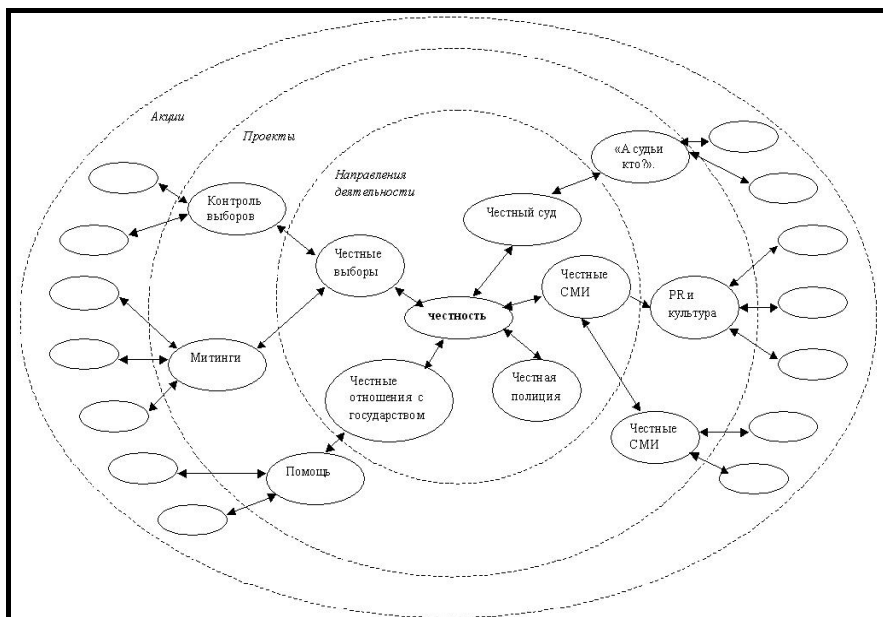 Акции
Проекты
Направления
деятельности
«А судьи
кто?».
Контроль
выборов
Честный суд
Честные
выборы
Честные
СМИ
PR и
культура
честность
Митинги
Честные
отношения с
государством
Честная
полиция
Честные
СМИ
Помощь